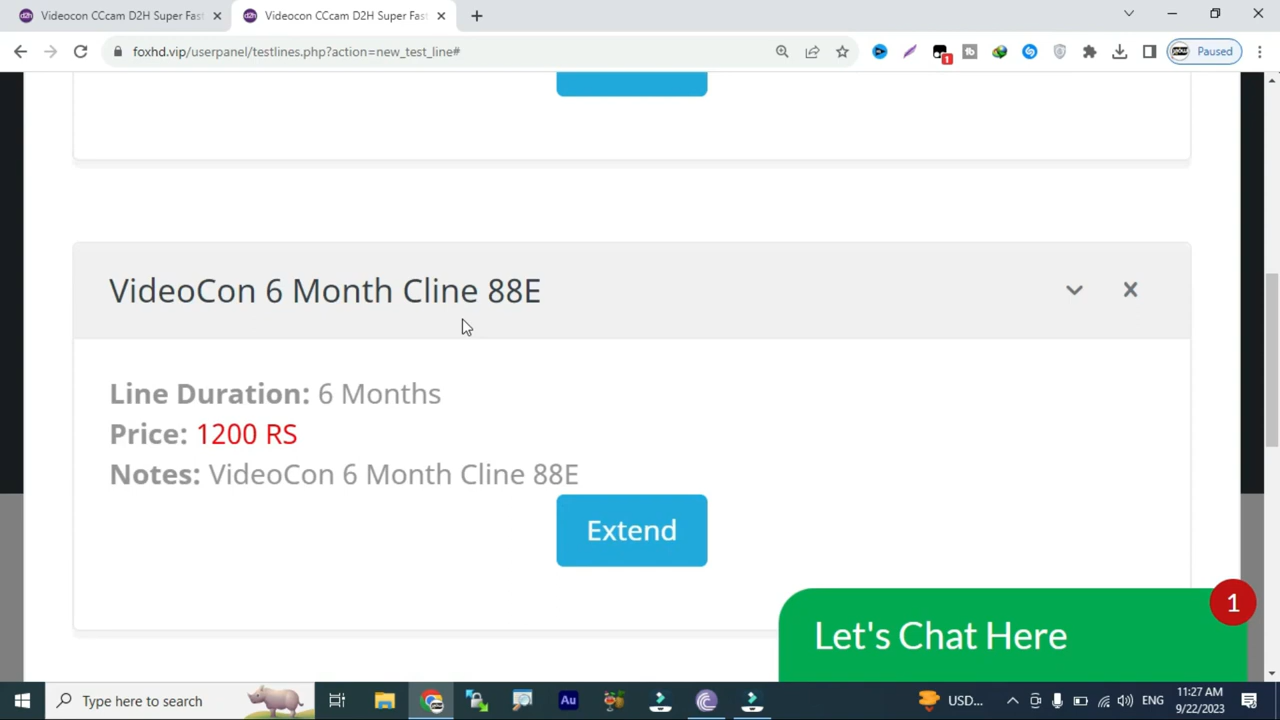 Videocon CCcam D2H Super Fast
Videocon CCcam D2H Super Fast
foxhd.vip/userpanel/testlines.php?action=new_test_line#
1
Paused
VideoCon 6 Month Cline 88E
Line Duration: 6 Months
Price: 1200 RS
Notes: VideoCon 6 Month Cline 88E
Extend
1
Let's Chat Here
Type here to search
Au
USD...
ENG
11:27 AM
9/22/2023